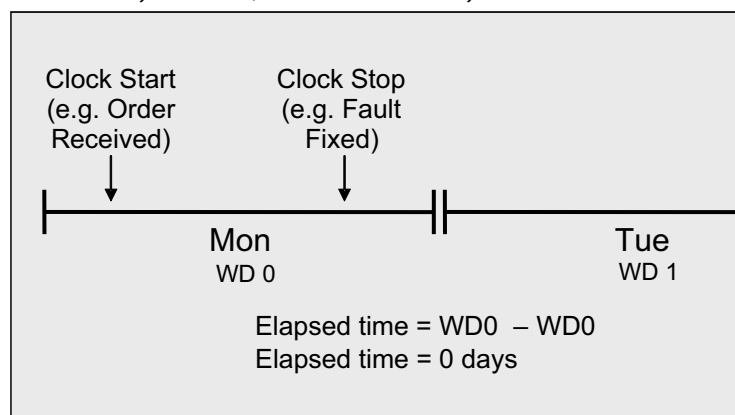 Clock Start
(e.g. Order
Received)
Clock Stop
(e.g. Fault
Fixed)
Mon
WD 0
Tue
WD 1
Elapsed time = WD0 – WD0
Elapsed time = 0 days